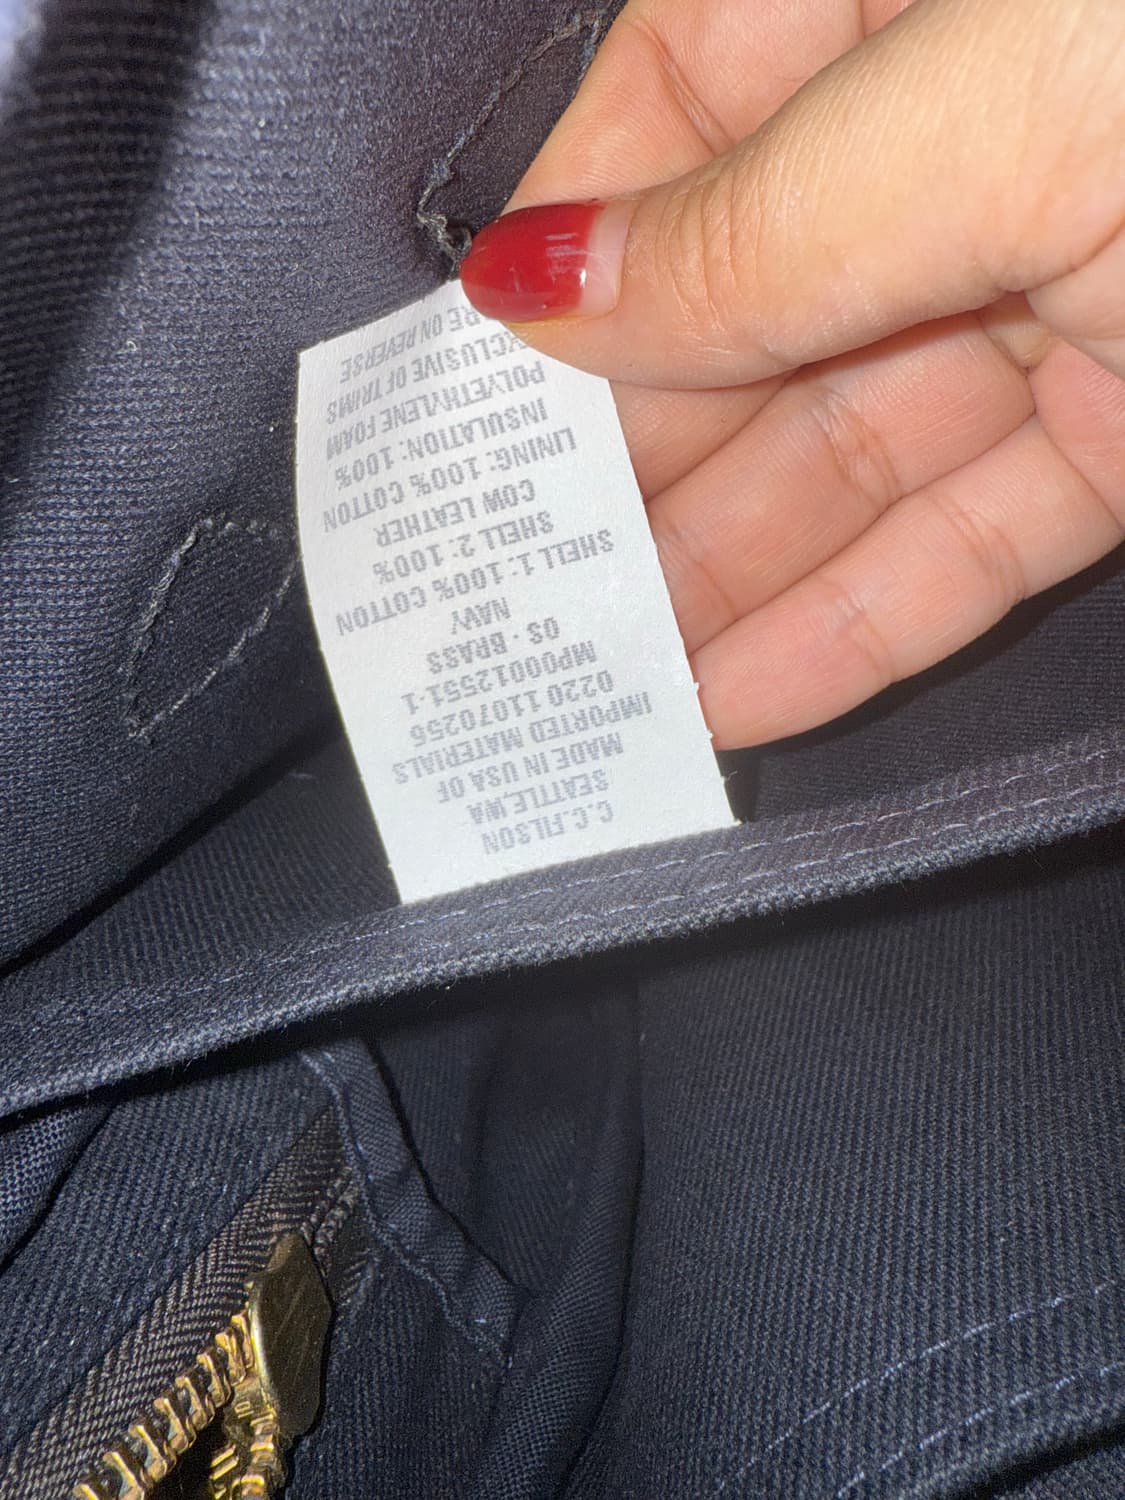 C.C.FILSON
SEATTLE,WA
MADE IN USA OF
IMPORTED MATERIALS
0220 11070256
MP00012551-1
OS - BRASS
NAVY
SHELL 1: 100% COTTON
SHELL 2: 100%
COW LEATHER
LINING: 100% COTTON
INSULATION: 100%
POLYETHYLENE FOAM
EXCLUSIVE OF TRIMS
ON REVERSE